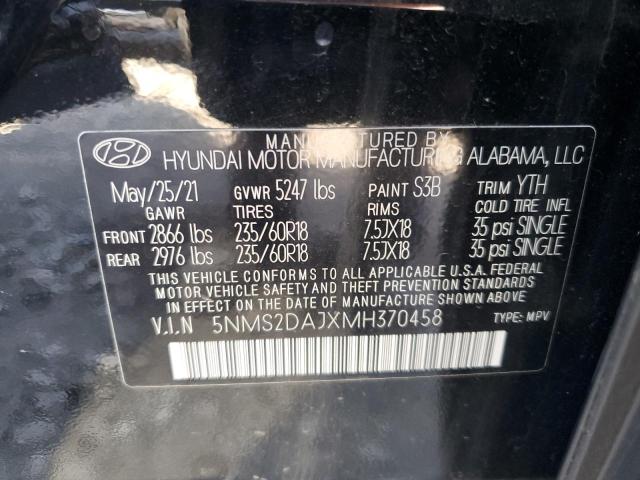 MANUFACTURED BY
HYUNDAI MOTOR MANUFACTURING ALABAMA, LLC
May/25/21 GVWR 5247 lbs PAINT S3B TRIM YTH
GAWR TIRES RIMS COLD TIRE INFL
FRONT 2866 lbs 235/60R18 7.5JX18 35 psi SINGLE
REAR 2976 lbs 235/60R18 7.5JX18 35 psi SINGLE
THIS VEHICLE CONFORMS TO ALL APPLICABLE U.S.A. FEDERAL
MOTOR VEHICLE SAFETY AND THEFT PREVENTION STANDARDS
IN EFFECT ON THE DATE OF MANUFACTURE SHOWN ABOVE.
V.I.N 5NMS2DAJXMH370458 TYPE: MPV